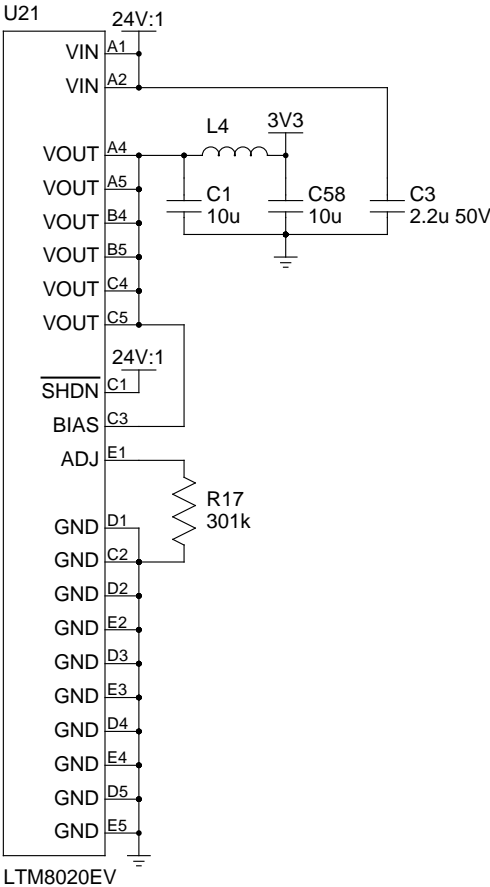 U21
24V:1
VIN A1
VIN A2
L4
3V3
VOUT A4
VOUT A5
C1
10u
C58
10u
C3
2.2u 50V
VOUT B4
VOUT B5
VOUT C4
VOUT C5
24V:1
SHDN C1
BIAS C3
ADJ E1
R17
301k
GND D1
GND C2
GND D2
GND E2
GND D3
GND E3
GND D4
GND E4
GND D5
GND E5
LTM8020EV